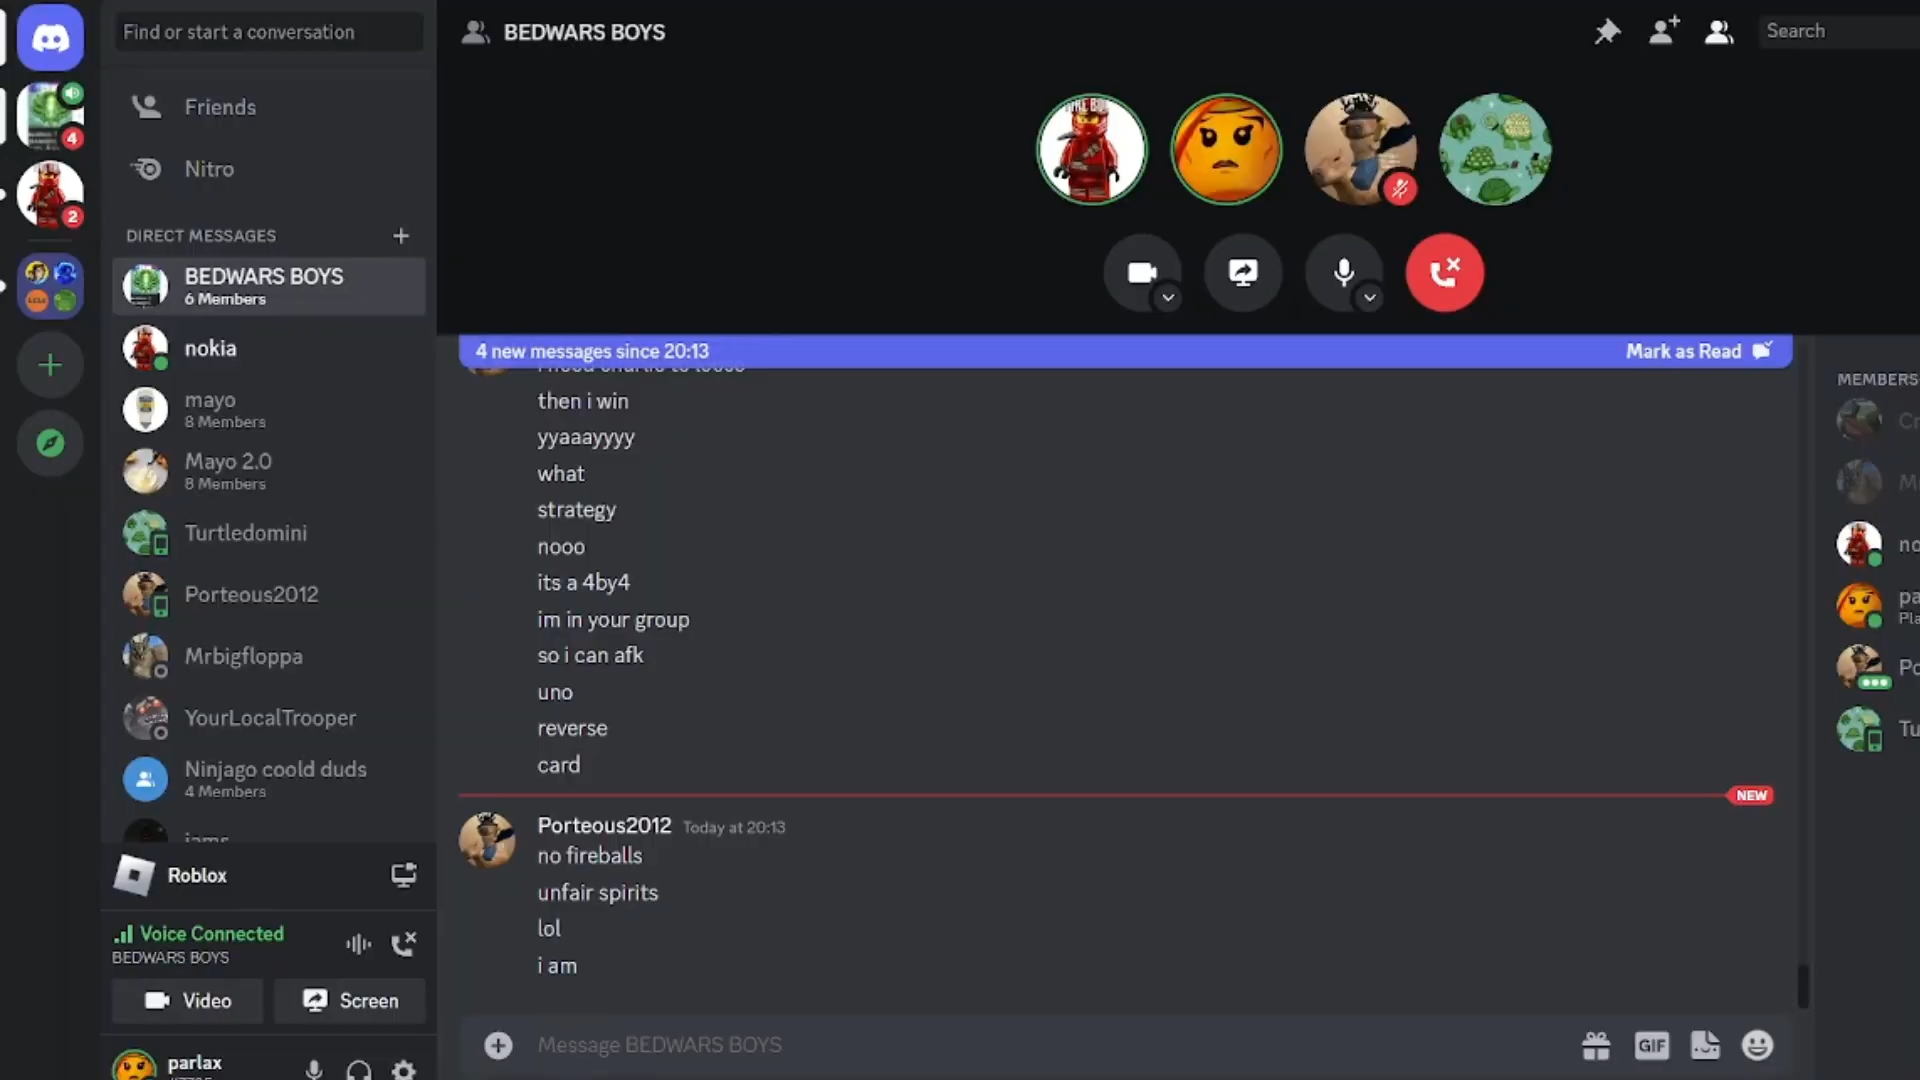 Find or start a conversation
BEDWARS BOYS
Search
4
2
Friends
Nitro
DIRECT MESSAGES
BEDWARS BOYS
6 Members
nokia
mayo
8 Members
Mayo 2.0
8 Members
Turtledomini
Porteous2012
Mrbigfloppa
YourLocalTrooper
Ninjago coold duds
4 Members
Roblox
Voice Connected
BEDWARS BOYS
Video
Screen
parlax
4 new messages since 20:13
Mark as Read
then i win
yyaaayyyy
what
strategy
nooo
its a 4by4
im in your group
so i can afk
uno
reverse
card
NEW
Porteous2012 Today at 20:13
no fireballs
unfair spirits
lol
i am
Message BEDWARS BOYS
GIF
MEMBERS